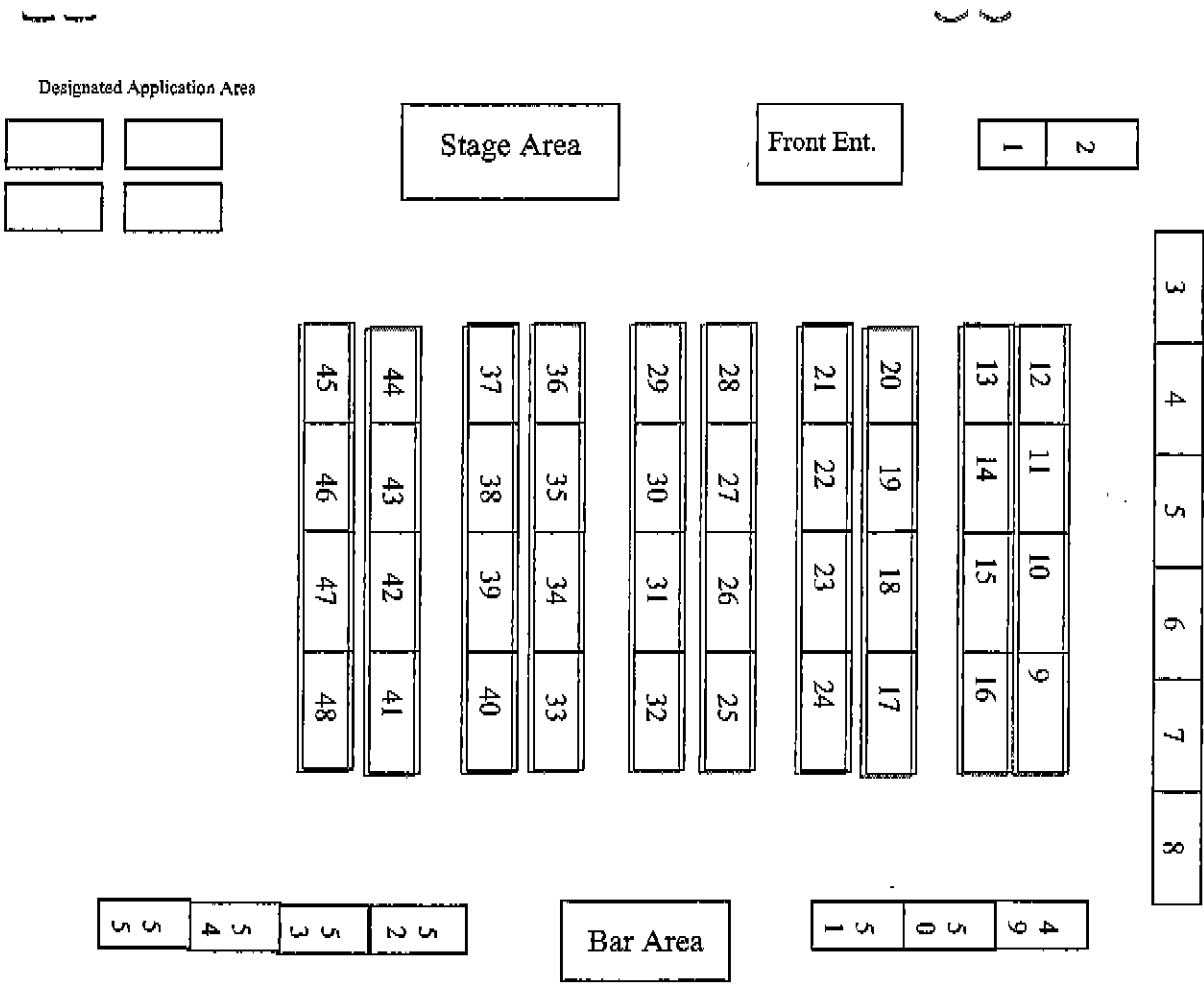 Designated Application Area
Stage Area
Front Ent.
1 2
3
4
5
6
7
8
45 44 37 36 29 28 21 20 13 12
46 43 38 35 30 27 22 19 14 11
47 42 39 34 31 26 23 18 15 10
48 41 40 33 32 25 24 17 16 9
55 54 53 52
Bar Area
51 50 49